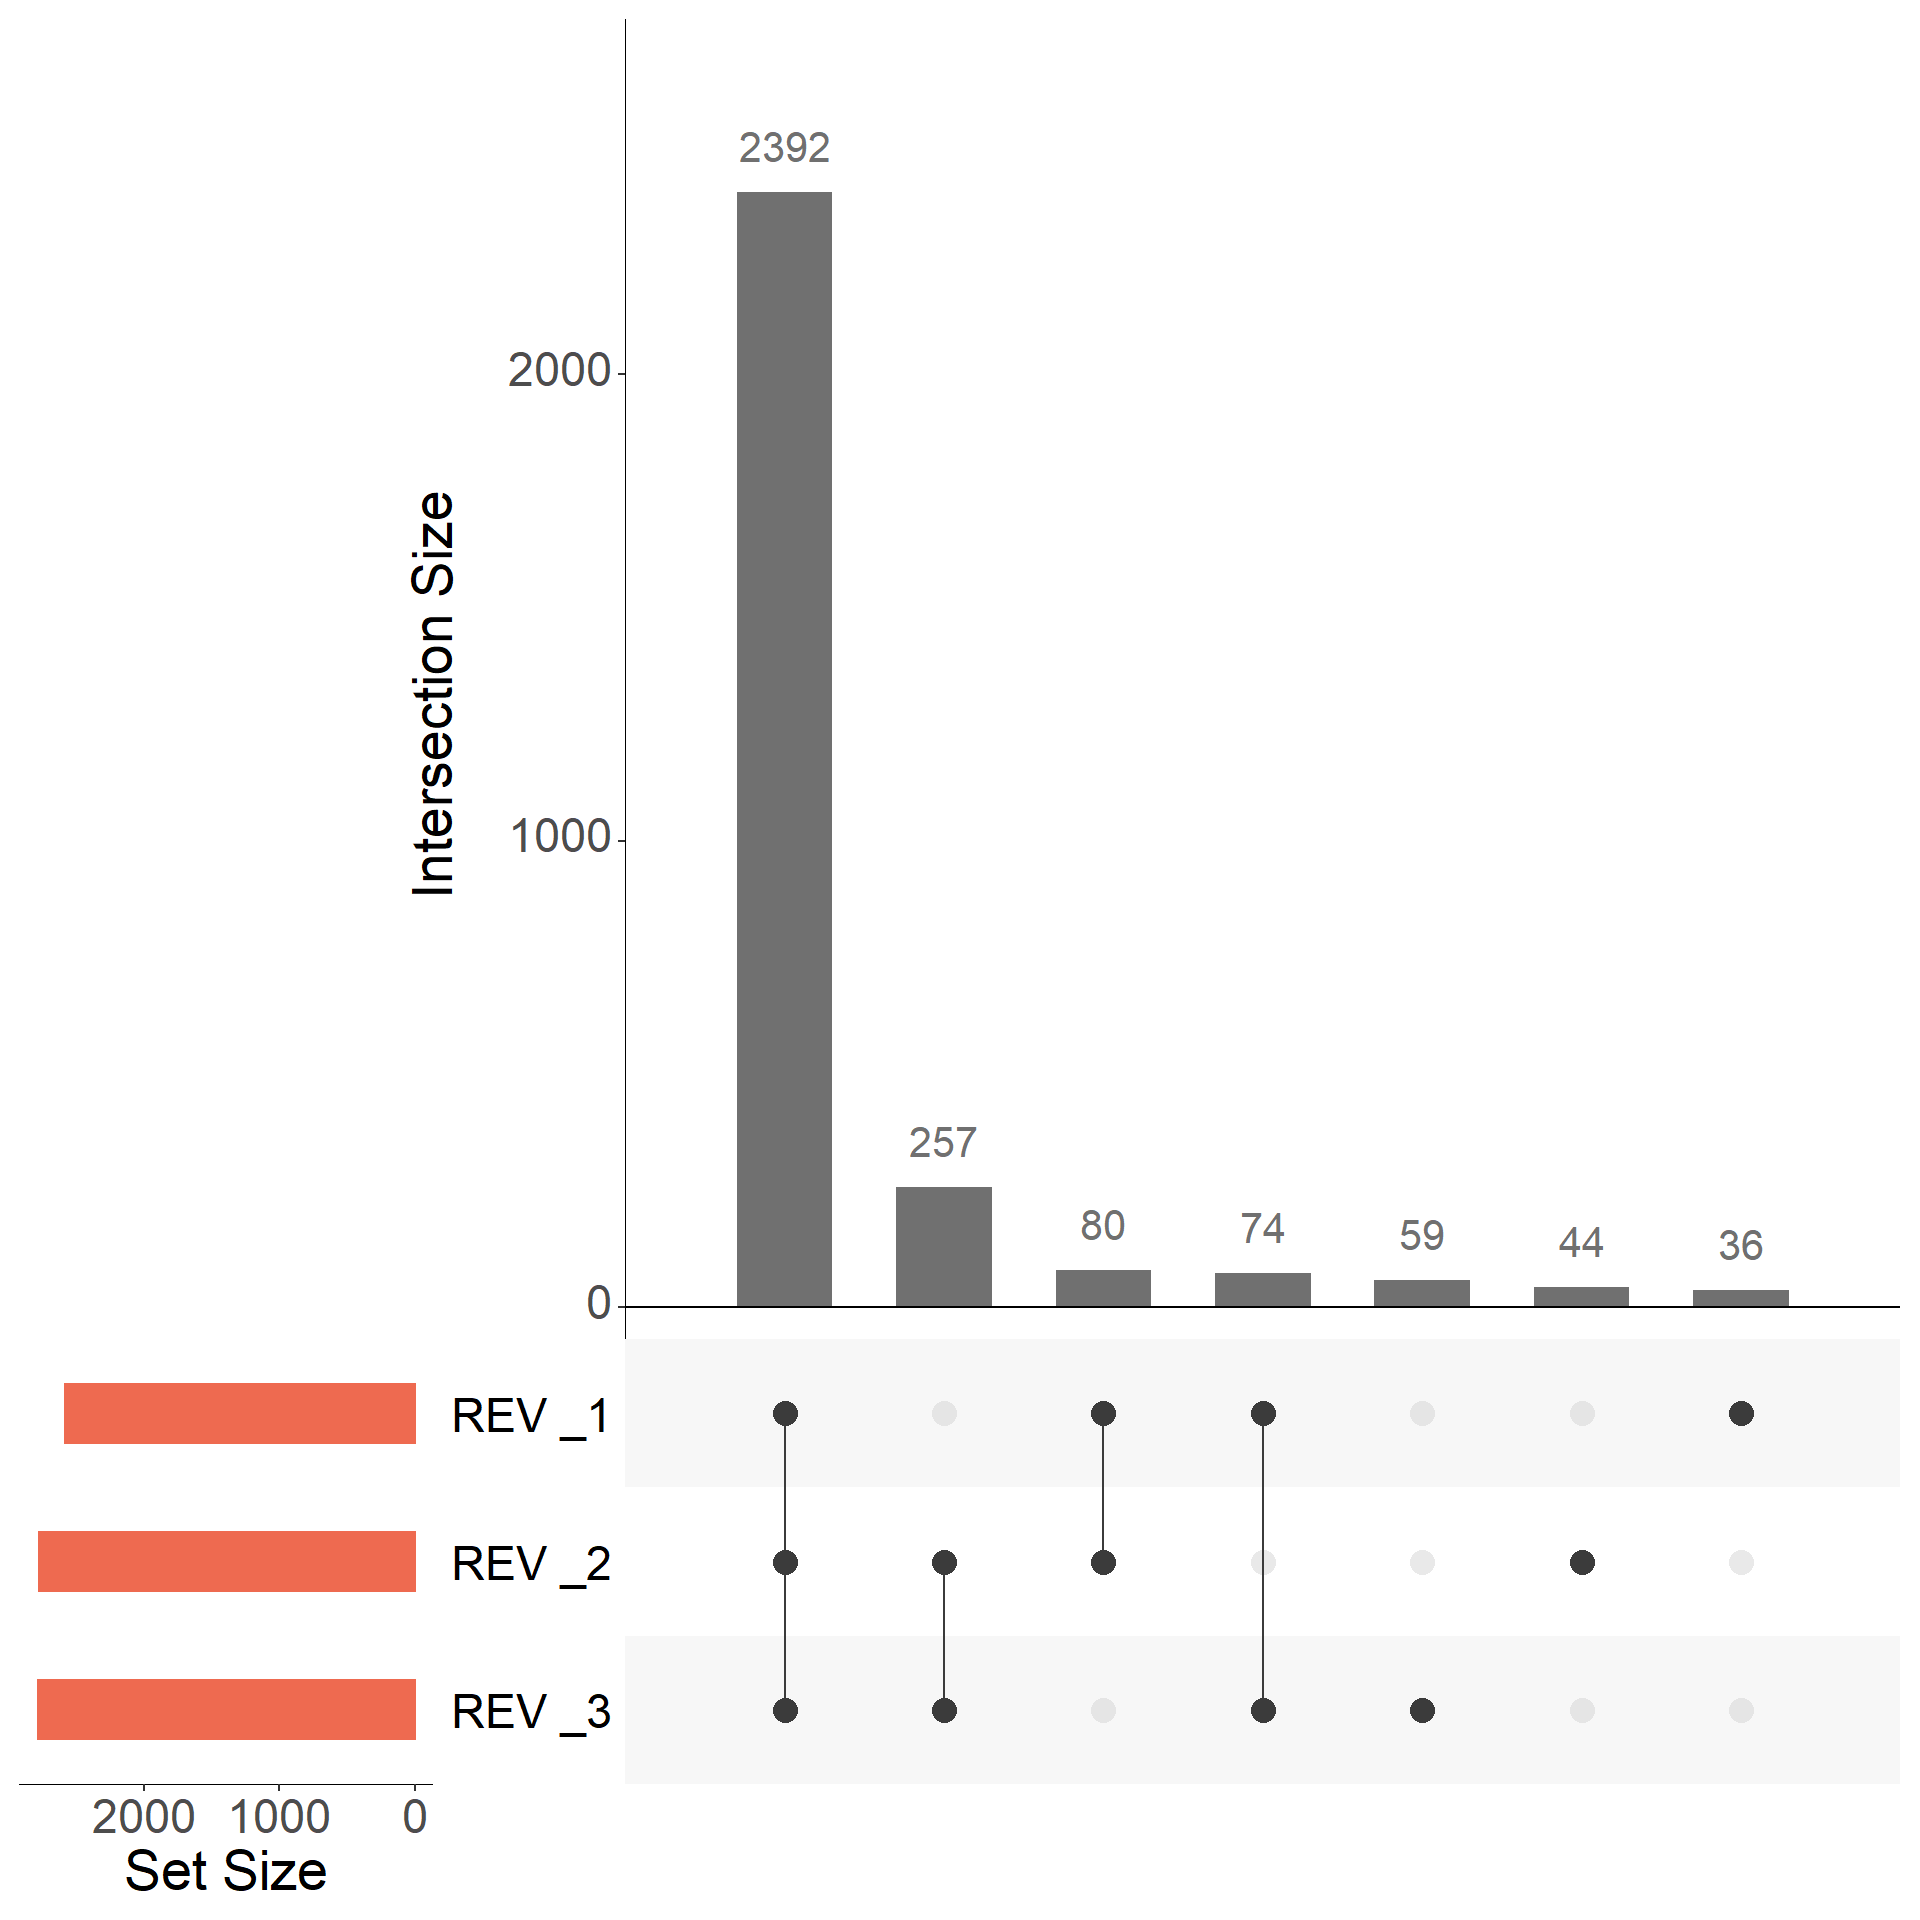 2392
2000
Intersection Size
1000
257
80
74
59
44
36
0
REV _1
REV _2
REV _3
2000 1000 0
Set Size